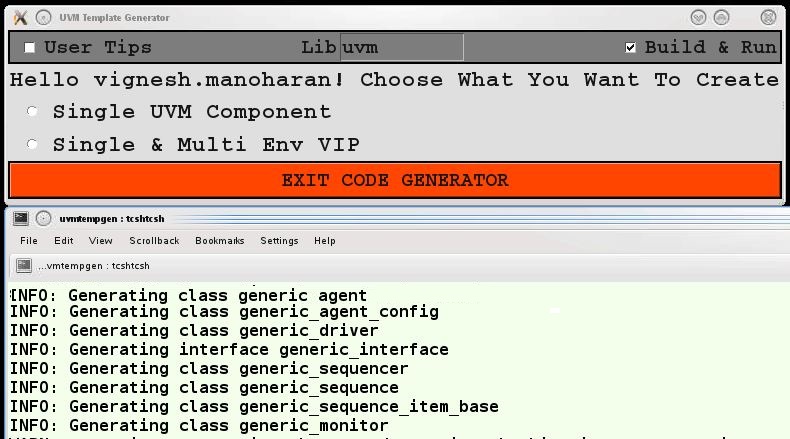 UVM Template Generator
User Tips Lib uvm Build & Run
Hello vignesh.manoharan! Choose What You Want To Create
Single UVM Component
Single & Multi Env VIP
EXIT CODE GENERATOR
uvmtempgen : tcshtcsh
File Edit View Scrollback Bookmarks Settings Help
...vmtempgen : tcshtcsh
INFO: Generating class generic agent
INFO: Generating class generic_agent_config
INFO: Generating class generic_driver
INFO: Generating interface generic_interface
INFO: Generating class generic_sequencer
INFO: Generating class generic_sequence
INFO: Generating class generic_sequence_item_base
INFO: Generating class generic_monitor